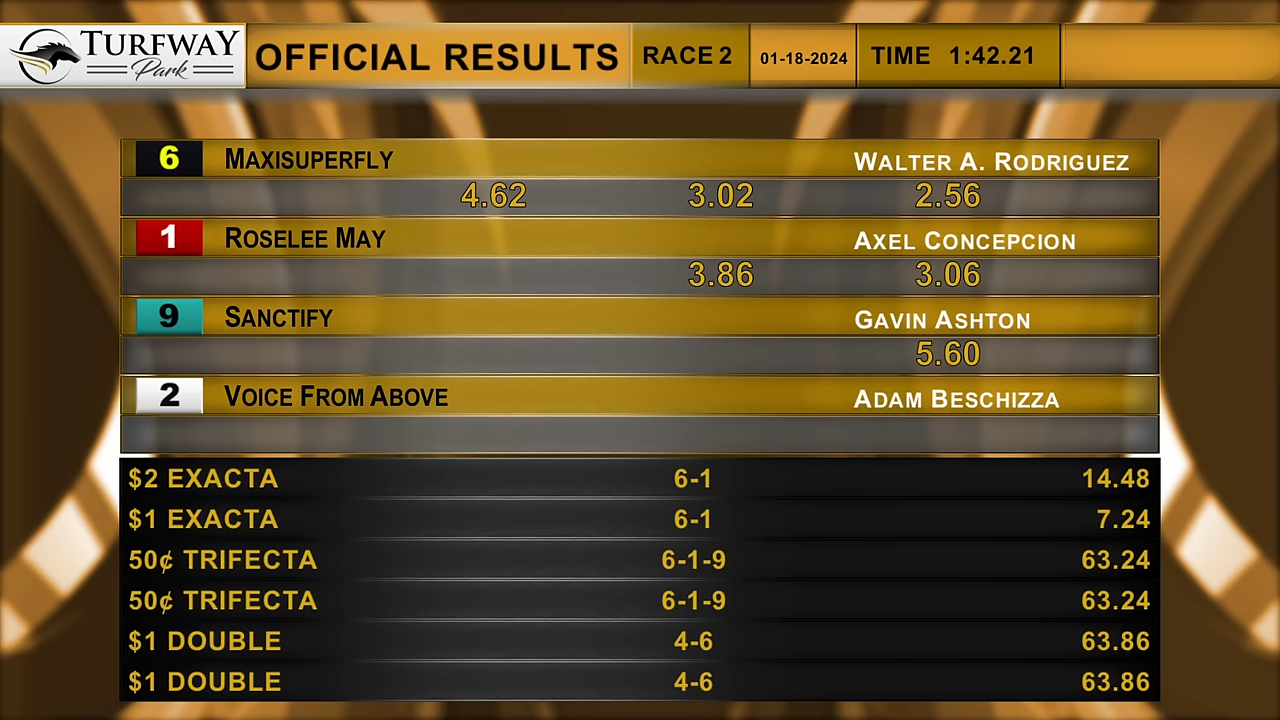 TURFWAY Park OFFICIAL RESULTS RACE 2 01-18-2024 TIME 1:42.21
6 MAXISUPERFLY WALTER A. RODRIGUEZ
4.62 3.02 2.56
1 ROSELEE MAY AXEL CONCEPCION
3.86 3.06
9 SANCTIFY GAVIN ASHTON
5.60
2 VOICE FROM ABOVE ADAM BESCHIZZA
$2 EXACTA 6-1 14.48
$1 EXACTA 6-1 7.24
50¢ TRIFECTA 6-1-9 63.24
50¢ TRIFECTA 6-1-9 63.24
$1 DOUBLE 4-6 63.86
$1 DOUBLE 4-6 63.86